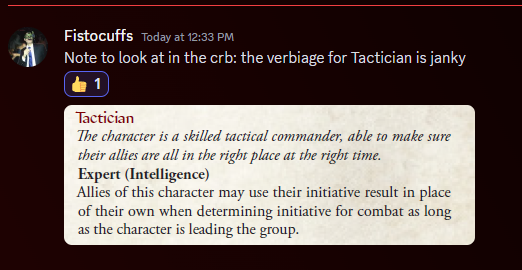 Fistocuffs Today at 12:33 PM
Note to look at in the crb: the verbiage for Tactician is janky
👍 1
Tactician
The character is a skilled tactical commander, able to make sure
their allies are all in the right place at the right time.
Expert (Intelligence)
Allies of this character may use their initiative result in place
of their own when determining initiative for combat as long
as the character is leading the group.